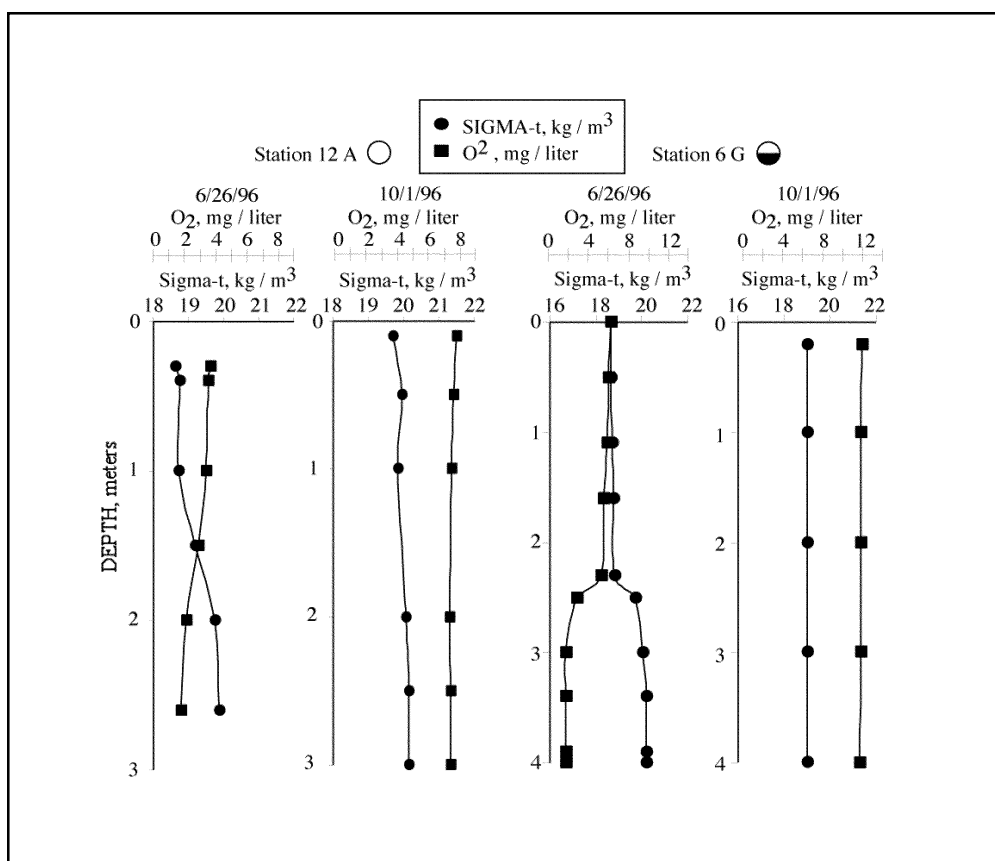 SIGMA-t, kg / m3
O2 , mg / liter
Station 12 A
Station 6 G
6/26/96
O2, mg / liter
0 2 4 6 8
Sigma-t, kg / m3
18 19 20 21 22
10/1/96
O2, mg / liter
0 2 4 6 8
Sigma-t, kg / m3
18 19 20 21 22
6/26/96
O2, mg / liter
0 4 8 12
Sigma-t, kg / m3
16 18 20 22
10/1/96
O2, mg / liter
0 4 8 12
Sigma-t, kg / m3
16 18 20 22
DEPTH, meters
0
1
2
3
0
1
2
3
0
1
2
3
4
0
1
2
3
4